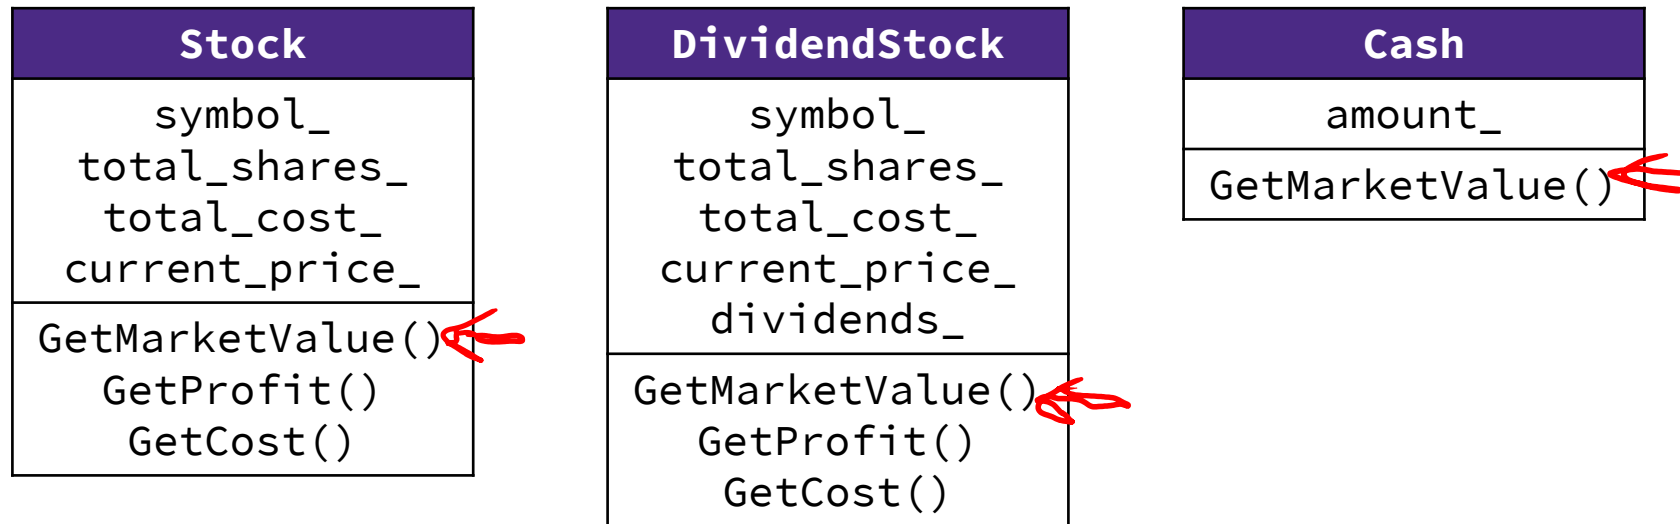 Stock
symbol_
total_shares_
total_cost_
current_price_
GetMarketValue()
GetProfit()
GetCost()
DividendStock
symbol_
total_shares_
total_cost_
current_price_
dividends_
GetMarketValue()
GetProfit()
GetCost()
Cash
amount_
GetMarketValue()